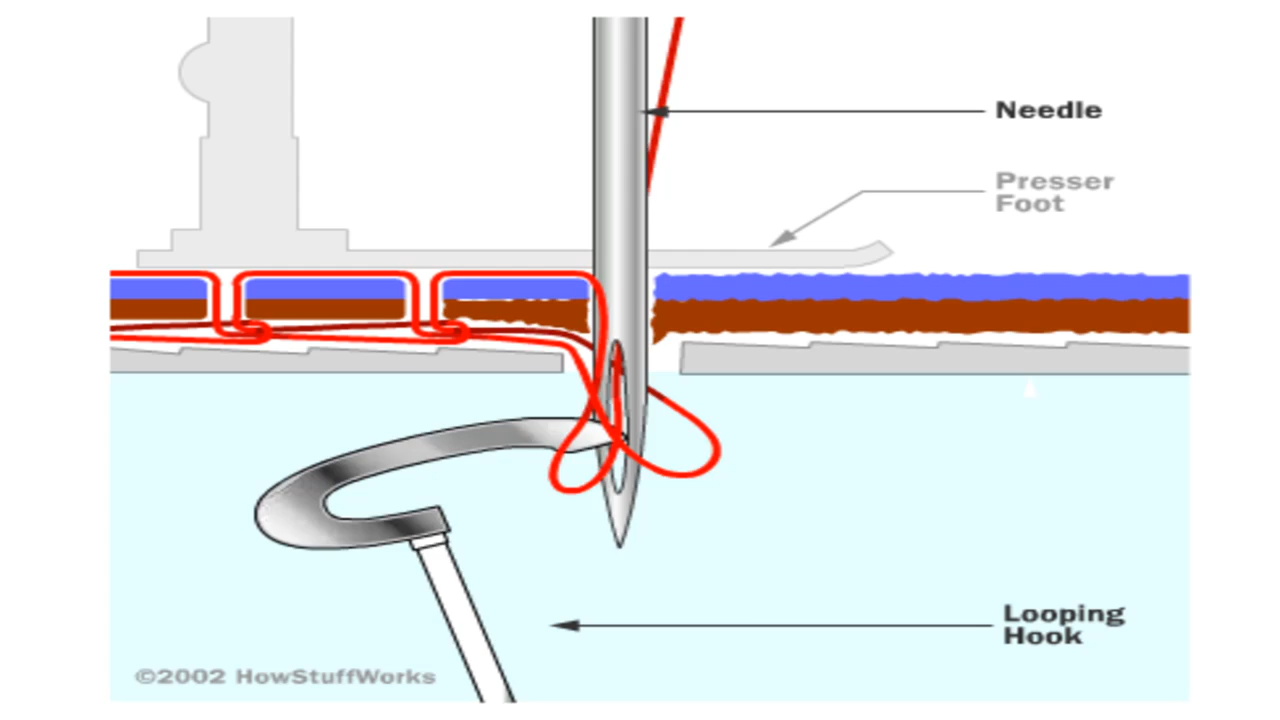 Needle
Presser
Foot
Looping
Hook
©2002 HowStuffWorks